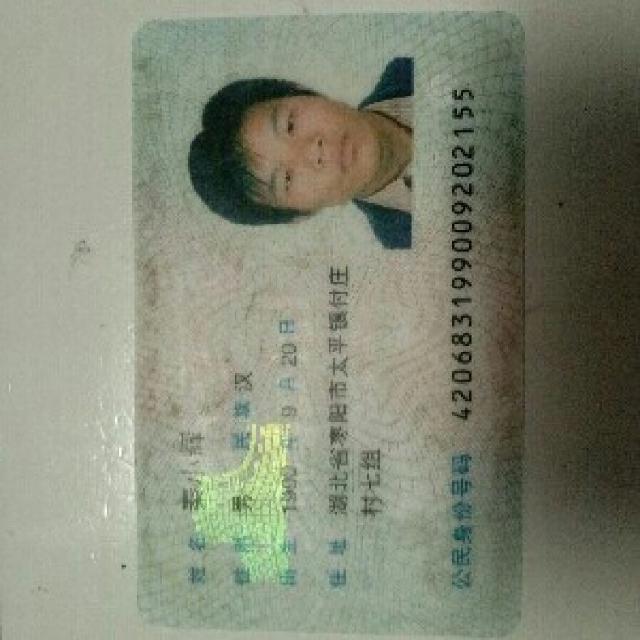 姓名 小
性别 男 民族 汉
出生 1990 年 9 月 20 日
住址 湖北省枣阳市太平镇付庄
村七组
公民身份号码 420683199009202155